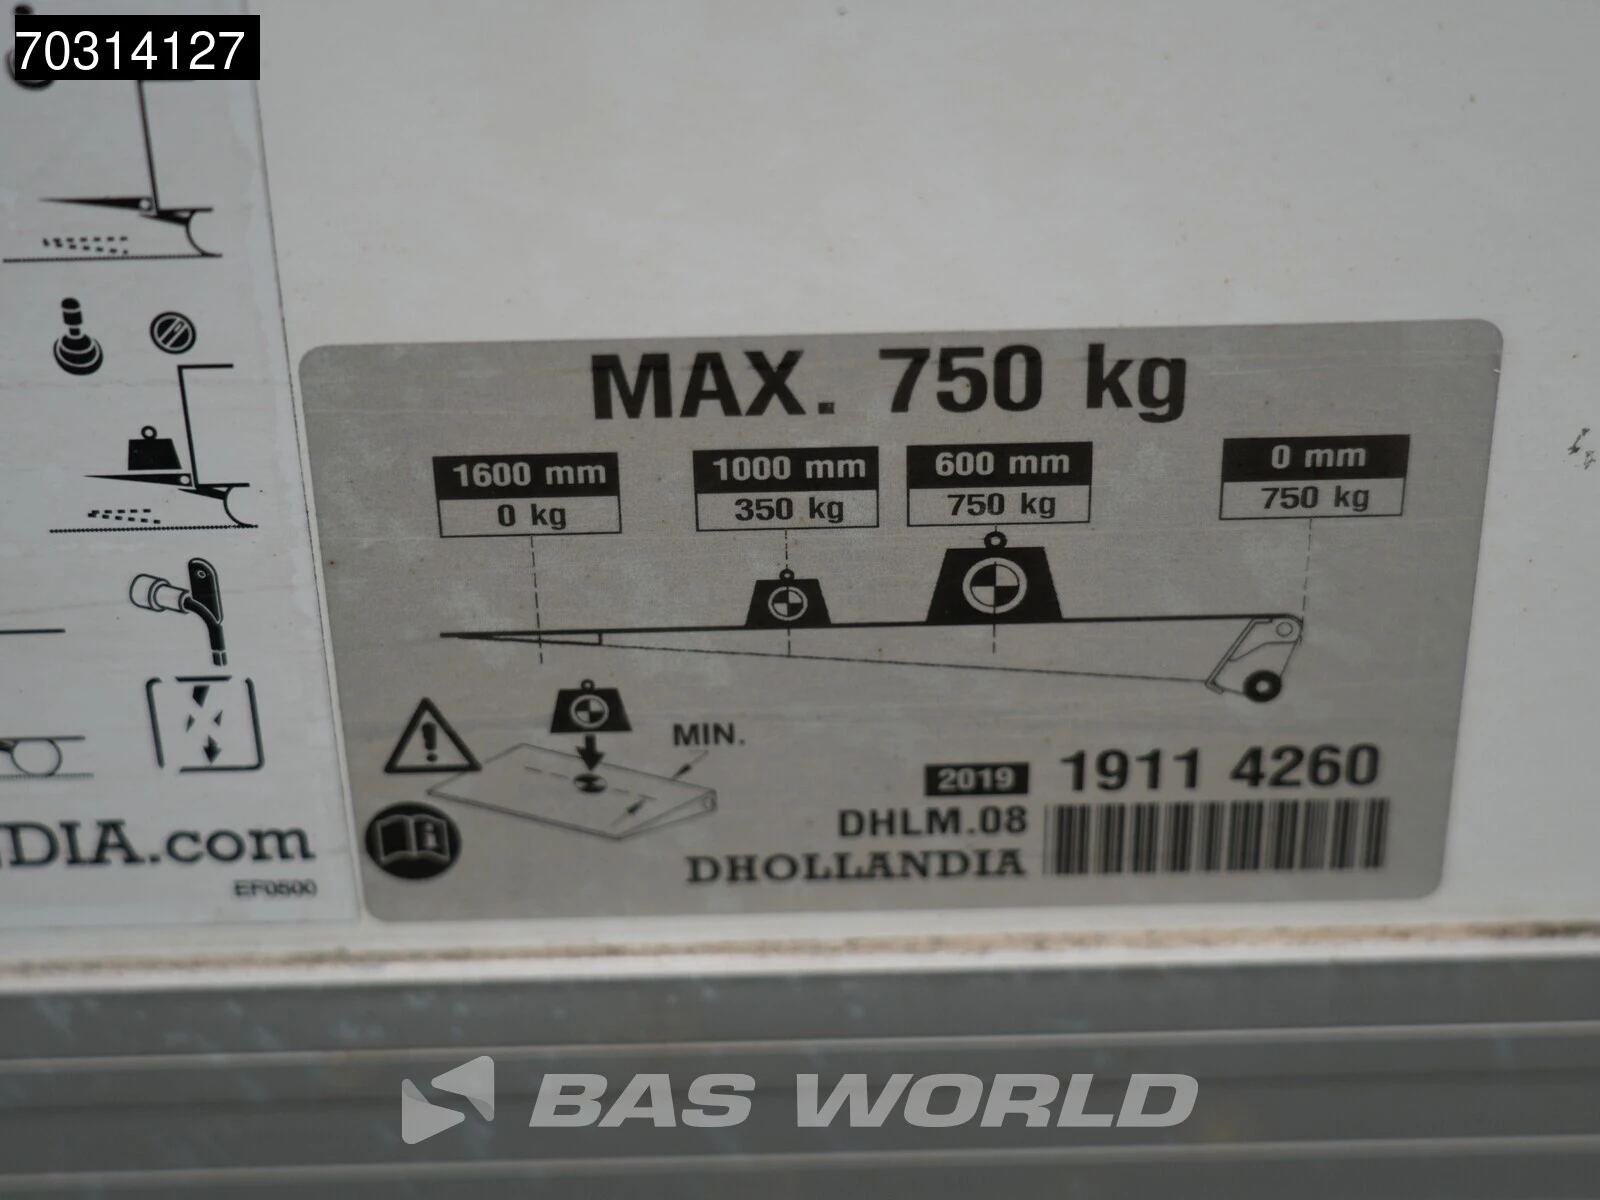 70314127
MAX. 750 kg
1600 mm 1000 mm 600 mm 0 mm
0 kg 350 kg 750 kg 750 kg
MIN.
2019 1911 4260
DHLM.08
DHOLLANDIA
DIA.com
EF0500
BAS WORLD